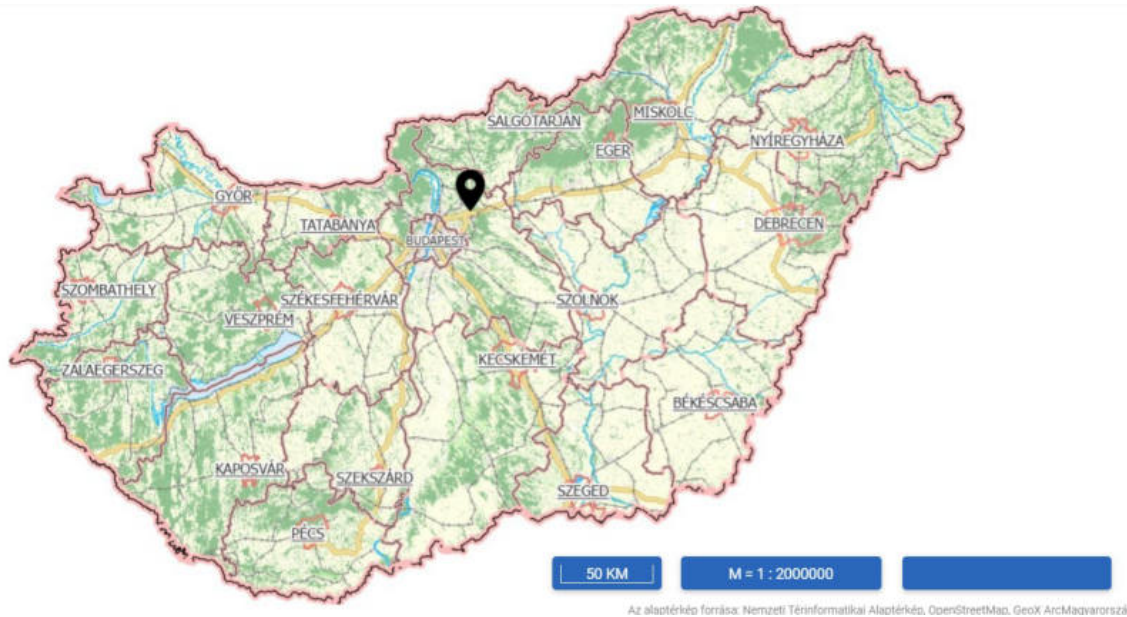 SALGÓTARJÁN
MISKOLC
EGER
NYÍREGYHÁZA
GYŐR
TATABÁNYA
BUDAPEST
DEBRECEN
SZOMBATHELY
SZÉKESFEHÉRVÁR
SZOLNOK
VESZPRÉM
ZALAEGERSZEG
KECSKEMÉT
BÉKÉSCSABA
KAPOSVÁR
SZEKSZÁRD
SZEGED
PÉCS
50 KM
M = 1 : 2000000
Az alaptérkép forrása: Nemzeti Térinformatikai Alaptérkép, OpenStreetMap, GeoX ArcMagyarorszá